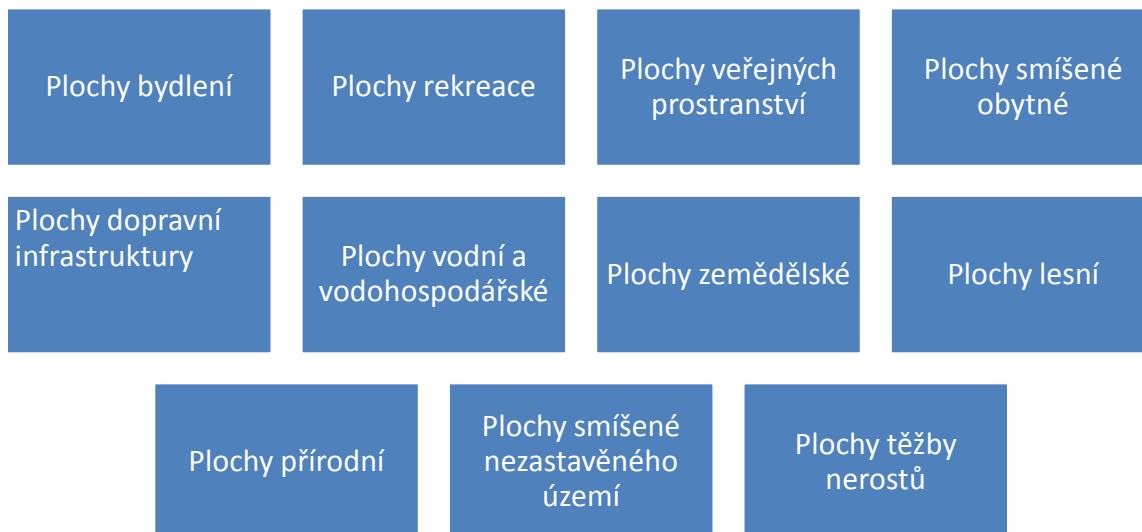 Plochy bydlení
Plochy rekreace
Plochy veřejných
prostranství
Plochy smíšené
obytné
Plochy dopravní
infrastruktury
Plochy vodní a
vodohospodářské
Plochy zemědělské
Plochy lesní
Plochy přírodní
Plochy smíšené
nezastavěného
území
Plochy těžby
nerostů